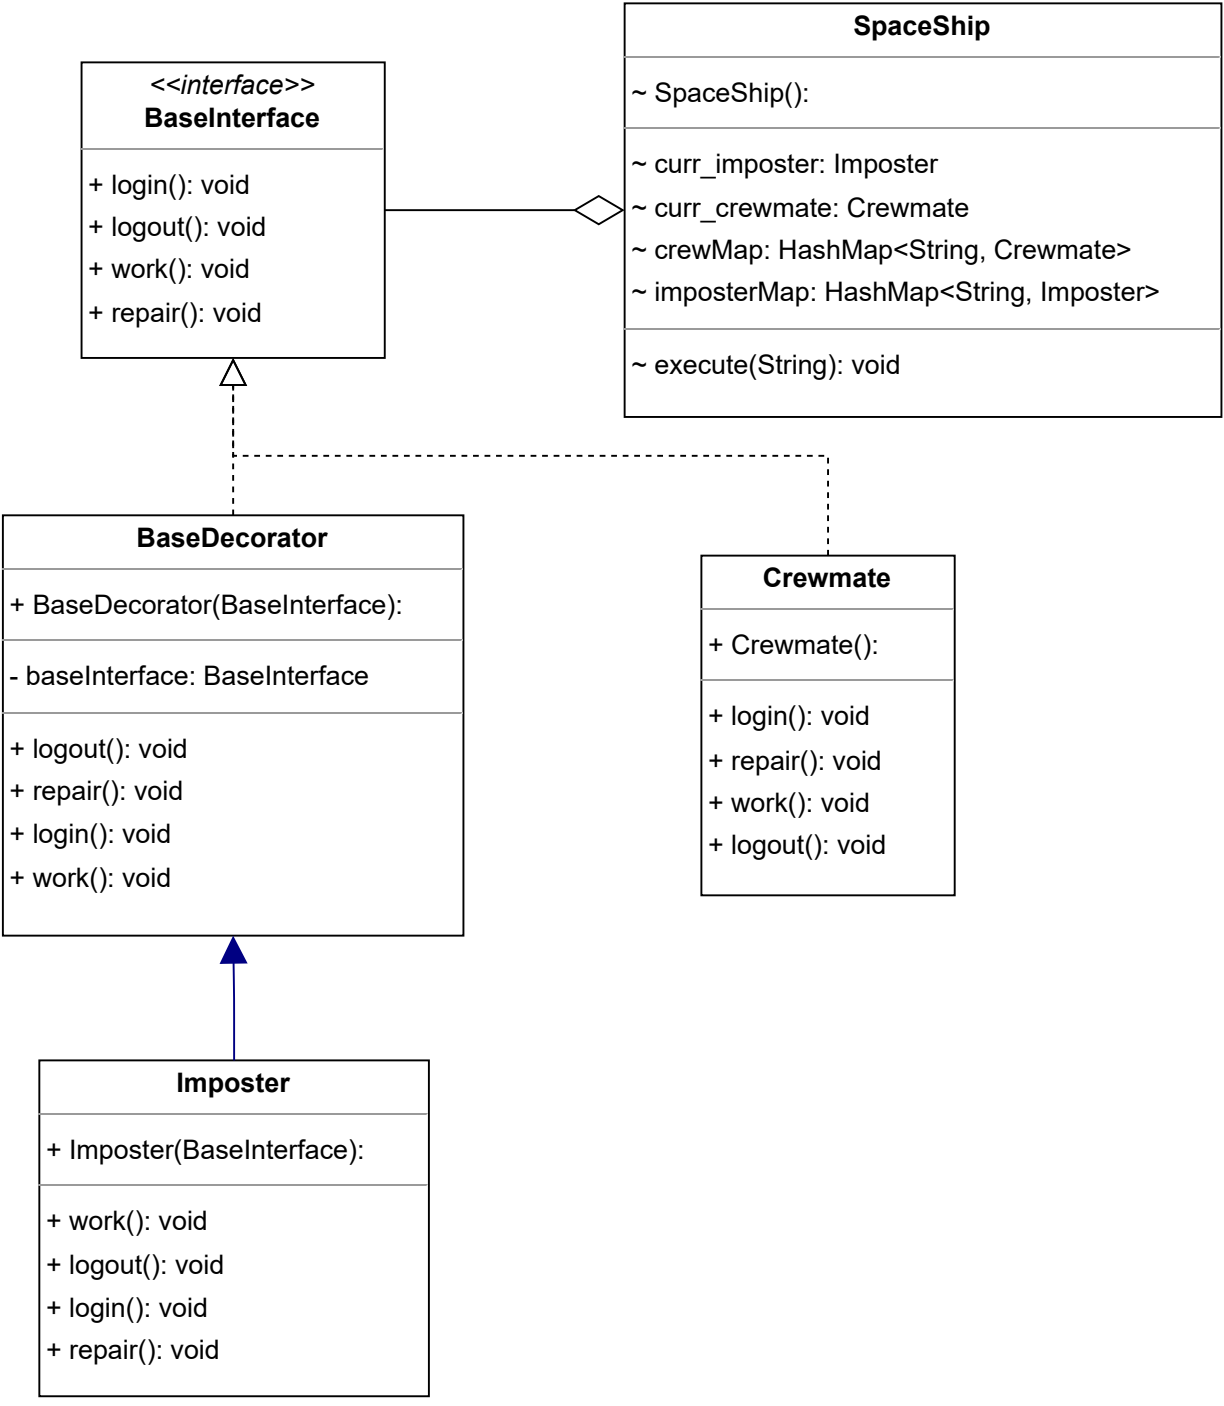 <<interface>>
BaseInterface
+ login(): void
+ logout(): void
+ work(): void
+ repair(): void
SpaceShip
~ SpaceShip():
~ curr_imposter: Imposter
~ curr_crewmate: Crewmate
~ crewMap: HashMap<String, Crewmate>
~ imposterMap: HashMap<String, Imposter>
~ execute(String): void
BaseDecorator
+ BaseDecorator(BaseInterface):
- baseInterface: BaseInterface
+ logout(): void
+ repair(): void
+ login(): void
+ work(): void
Crewmate
+ Crewmate():
+ login(): void
+ repair(): void
+ work(): void
+ logout(): void
Imposter
+ Imposter(BaseInterface):
+ work(): void
+ logout(): void
+ login(): void
+ repair(): void